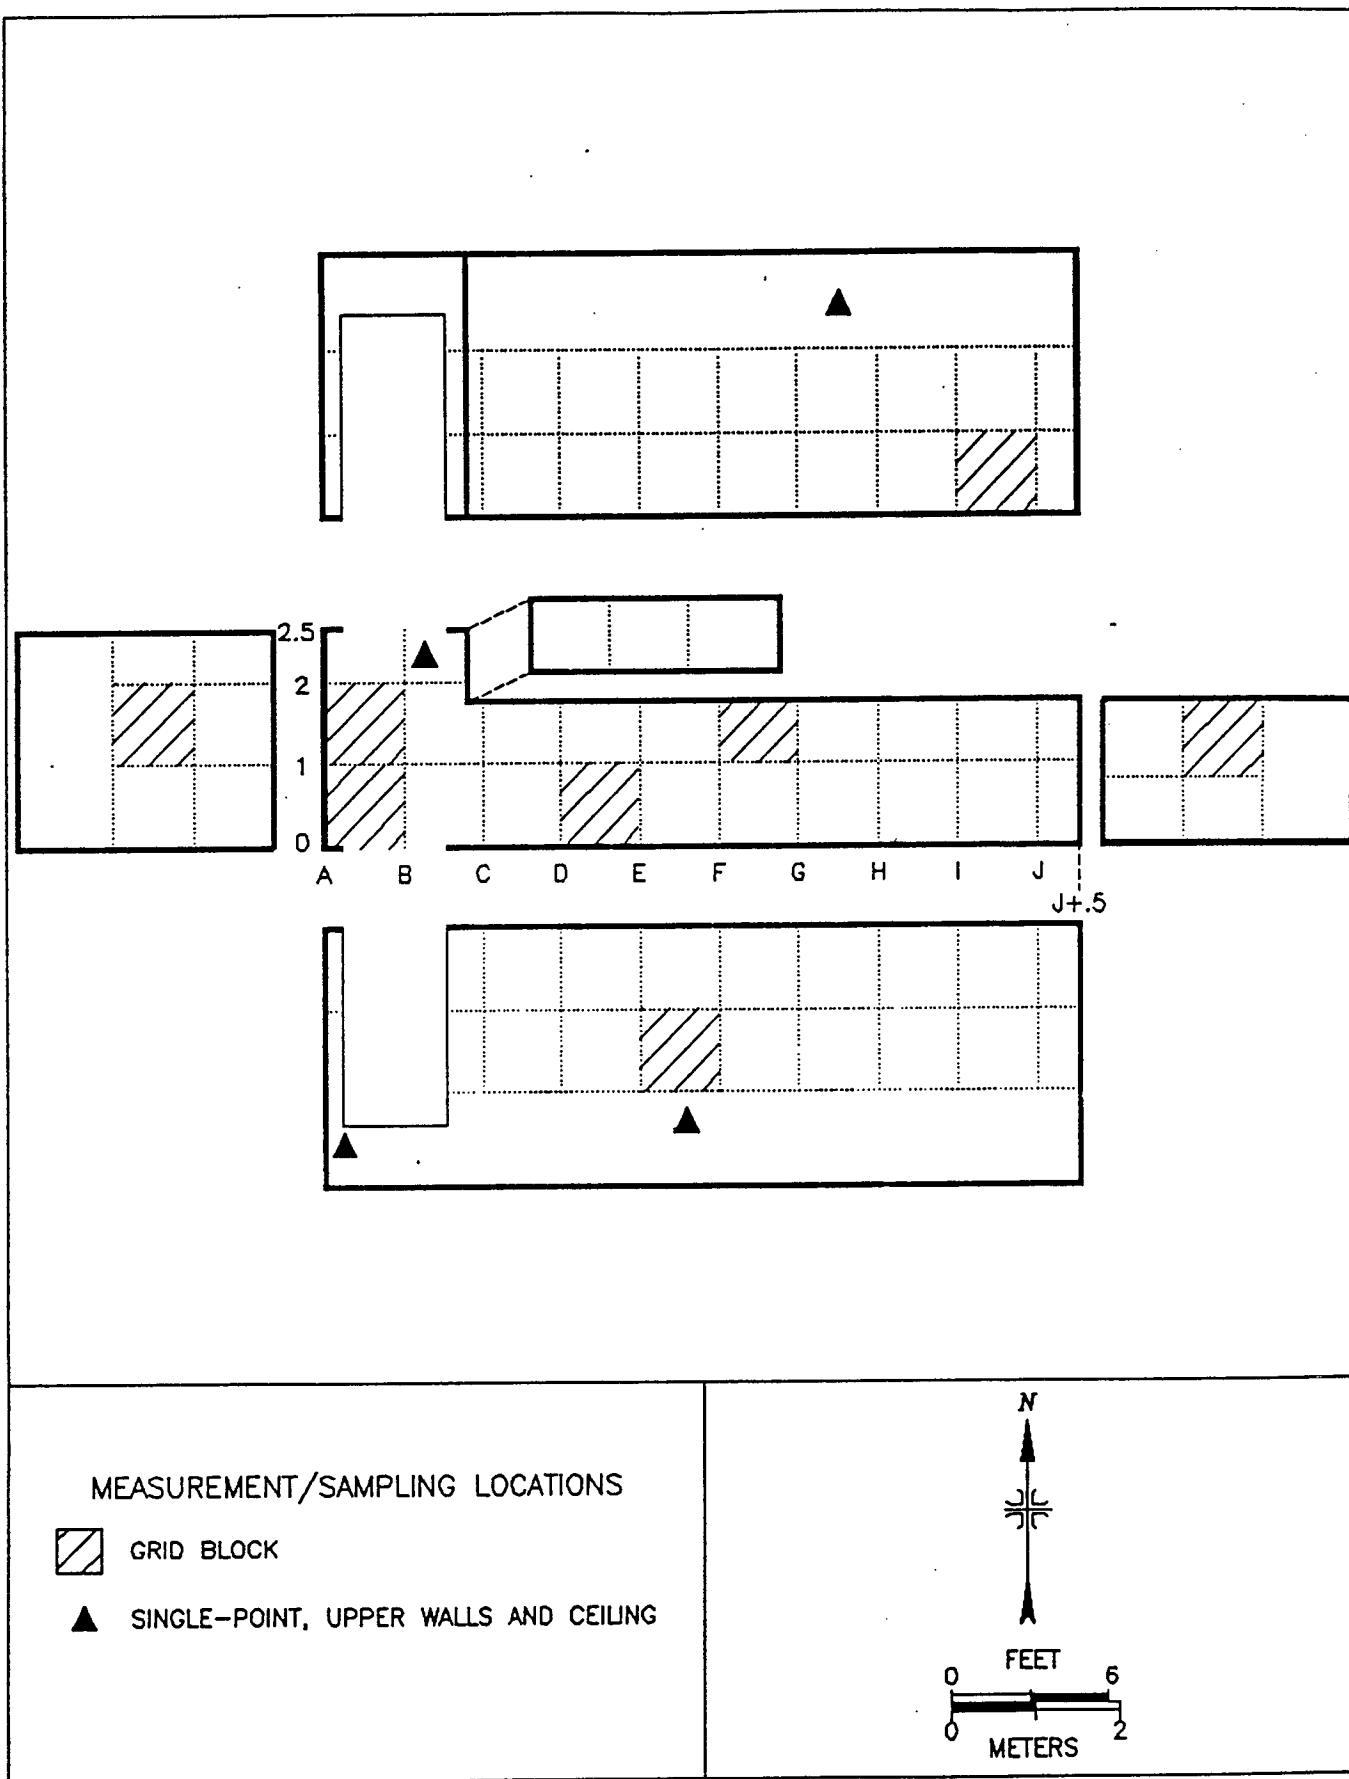 2.5
2
1
0
A B C D E F G H I J
J+.5
MEASUREMENT/SAMPLING LOCATIONS
GRID BLOCK
SINGLE-POINT, UPPER WALLS AND CEILING
N
FEET
0 6
0 2
METERS